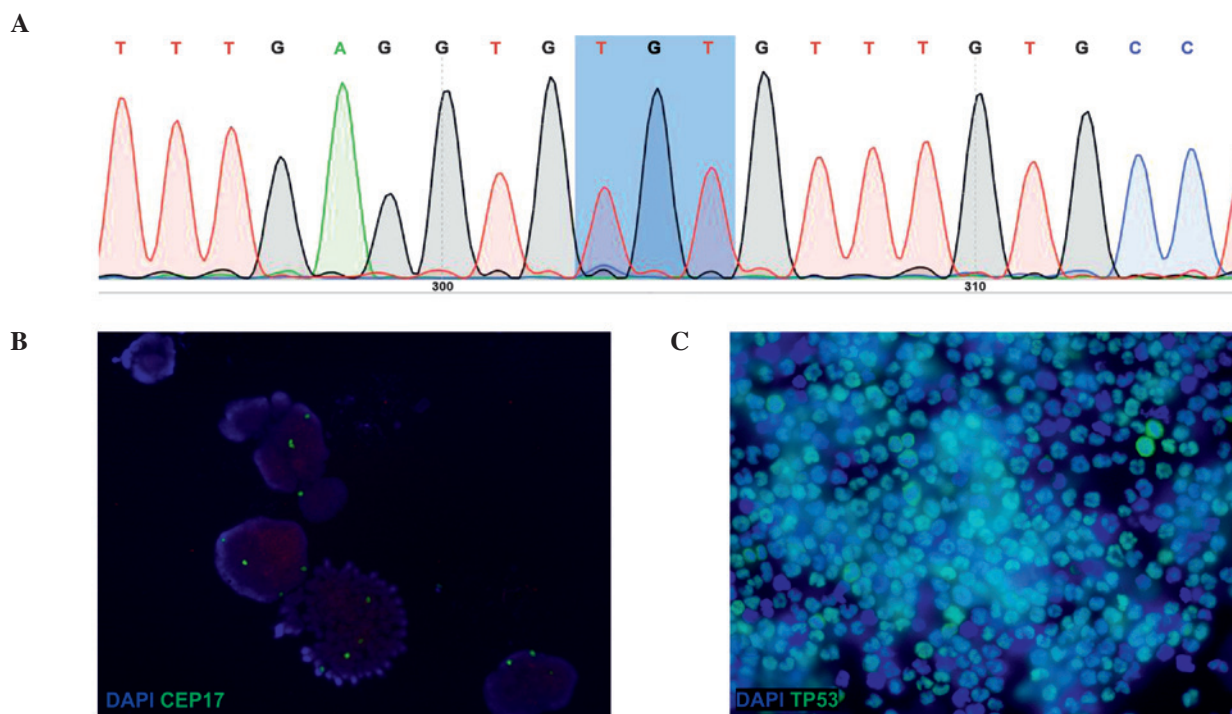 A
T T T G A G G T G T G T G T T T G T G C C
300 310
B
C
DAPI CEP17
DAPI TP53